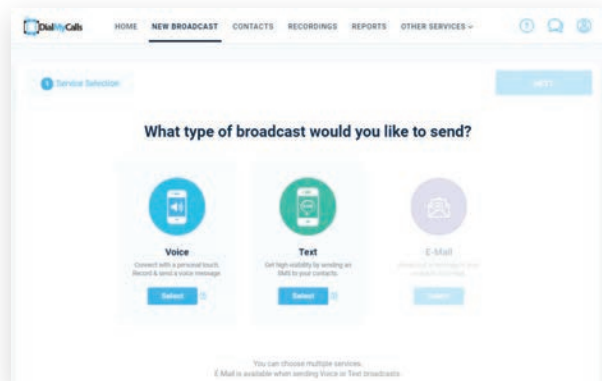 DialMyCalls
HOME NEW BROADCAST CONTACTS RECORDINGS REPORTS OTHER SERVICES
1 Service Selection
NEXT
What type of broadcast would you like to send?
Voice
Connect with a personal touch.
Record & send a voice message
Select
Text
Get high visibility by sending an
SMS to your contacts.
Select
E-Mail
Select
You can choose multiple services.
E-Mail is available when sending Voice or Text broadcasts